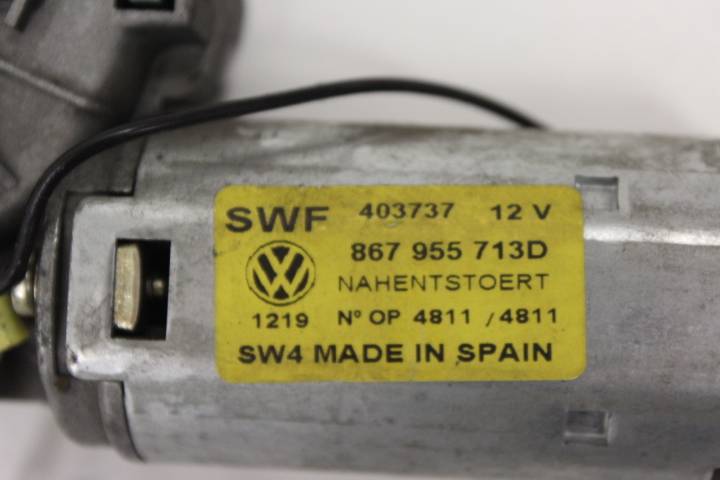 SWF 403737 12 V
867 955 713D
NAHENTSTOERT
1219 Nº OP 4811 / 4811
SW4 MADE IN SPAIN